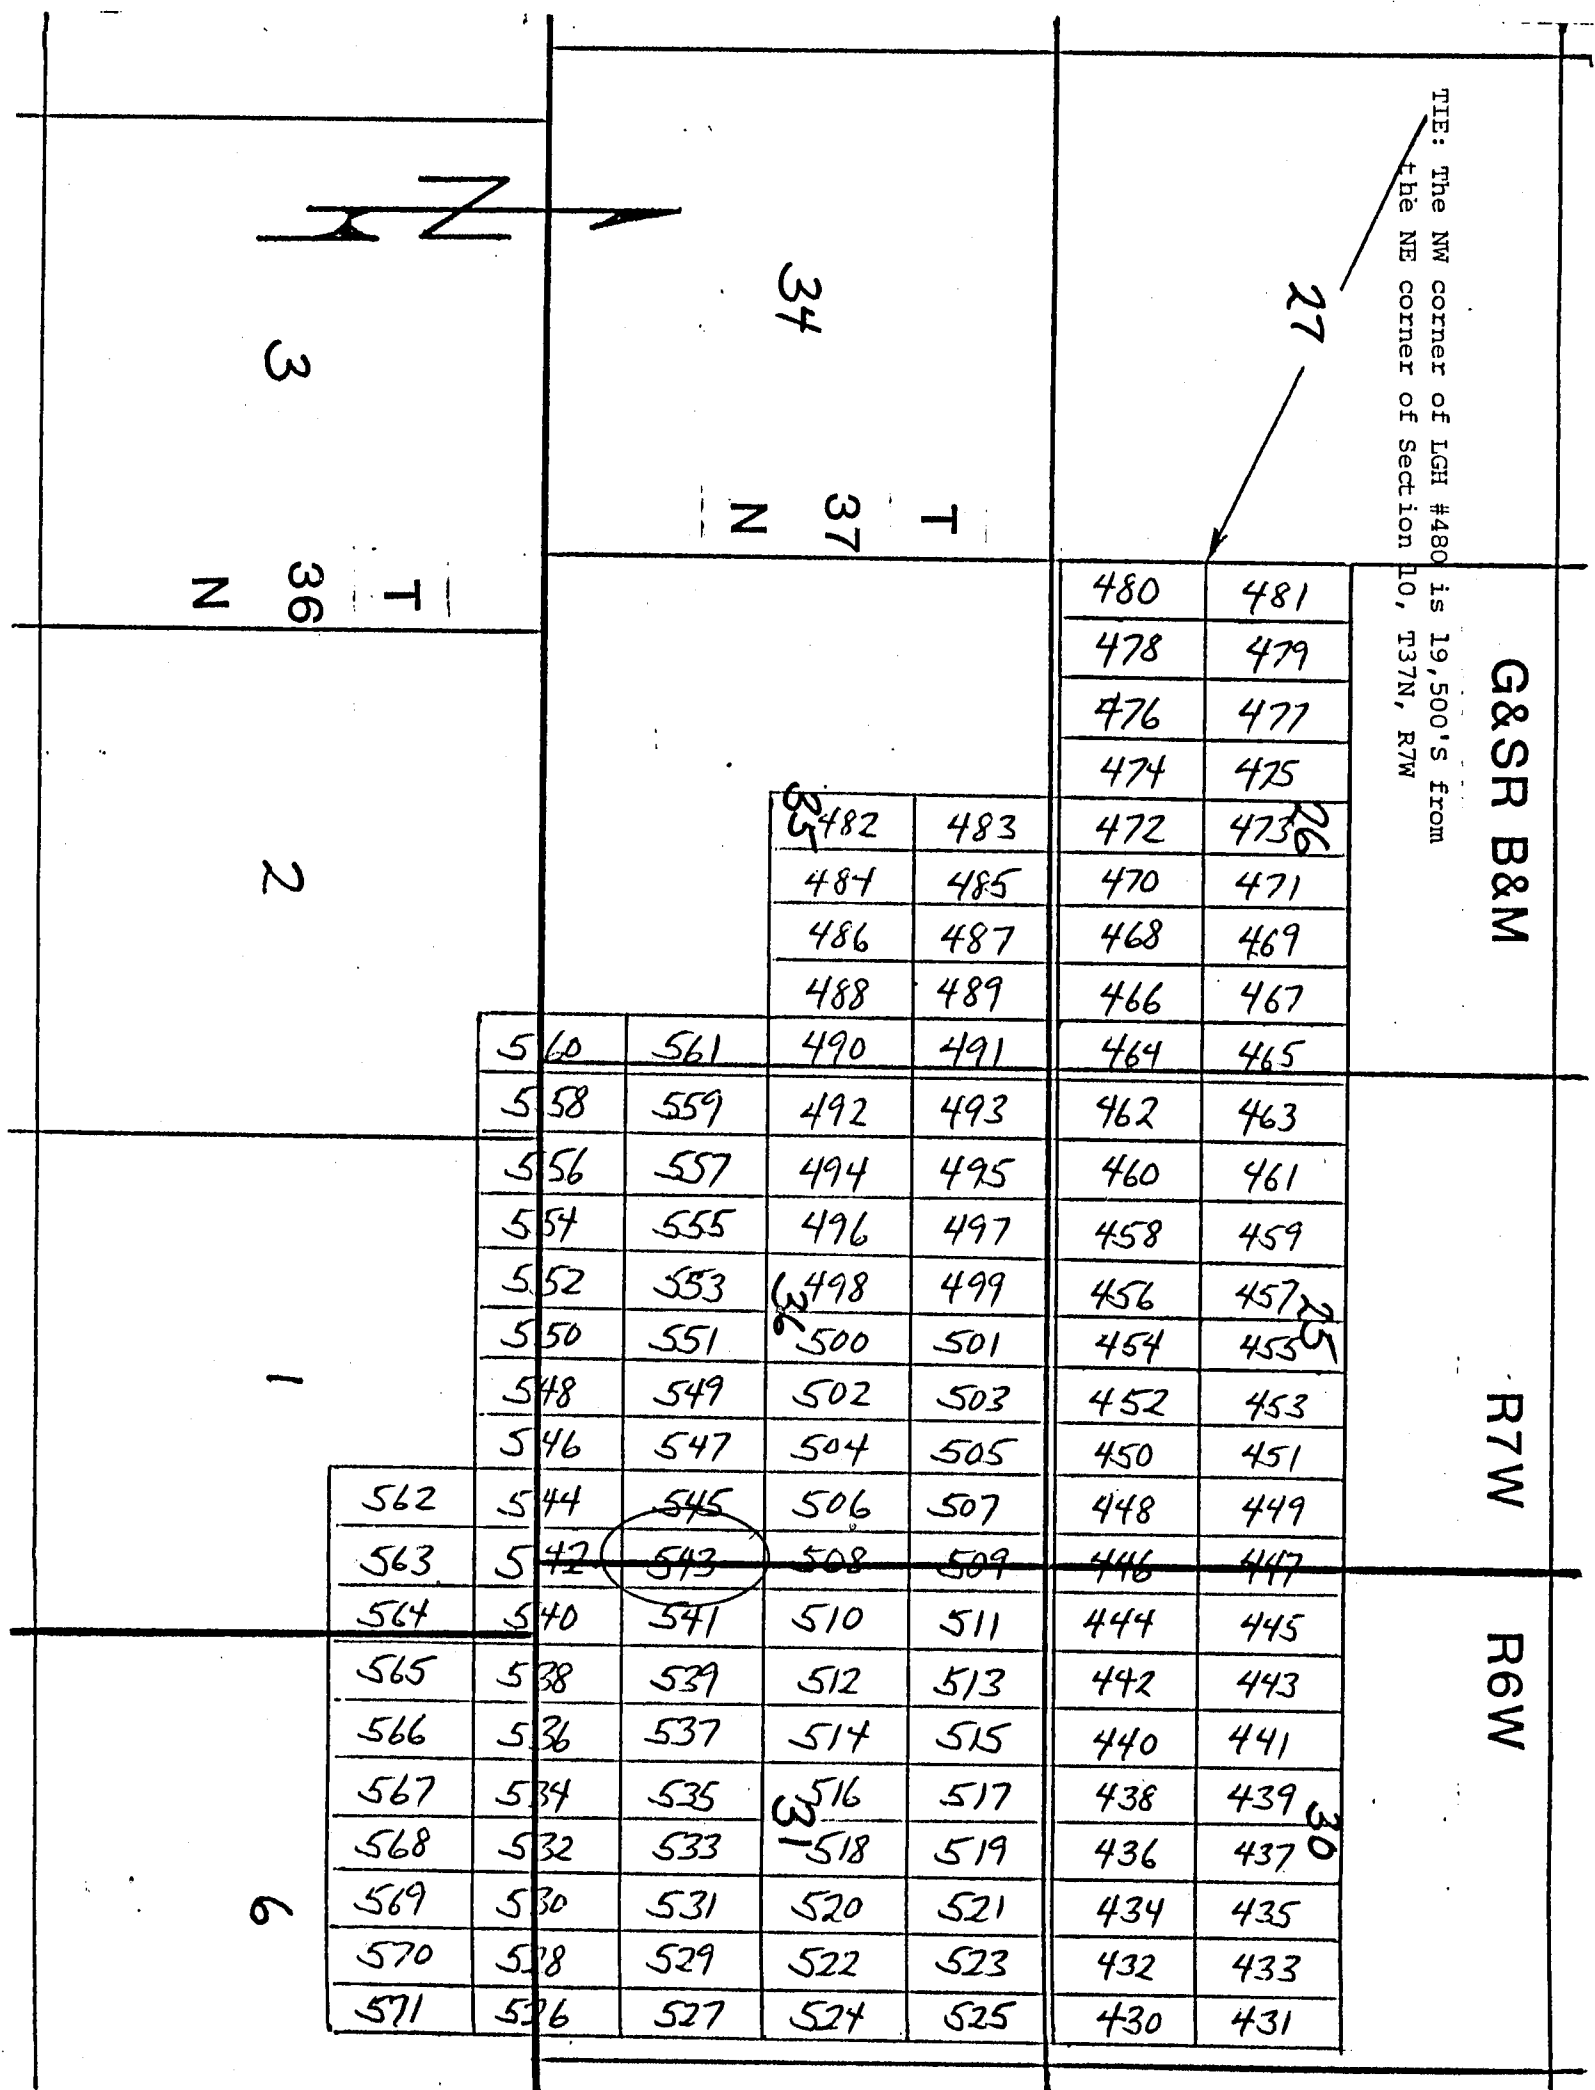 G&SR B&M
R7W
R6W
TIE: The NW corner of LGH #480 is 19,500'S from
the NE corner of Section 10, T37N, R7W
27
26
25
30
34
35
36
31
T
37
N
T
36
N
3
2
1
6
N
480 481
478 479
476 477
474 475
482 483 472 473
484 485 470 471
486 487 468 469
488 489 466 467
560 561 490 491 464 465
558 559 492 493 462 463
556 557 494 495 460 461
554 555 496 497 458 459
552 553 498 499 456 457
550 551 500 501 454 455
548 549 502 503 452 453
546 547 504 505 450 451
562 544 545 506 507 448 449
563 542 543 508 509 446 447
564 540 541 510 511 444 445
565 538 539 512 513 442 443
566 536 537 514 515 440 441
567 534 535 516 517 438 439
568 532 533 518 519 436 437
569 530 531 520 521 434 435
570 528 529 522 523 432 433
571 526 527 524 525 430 431